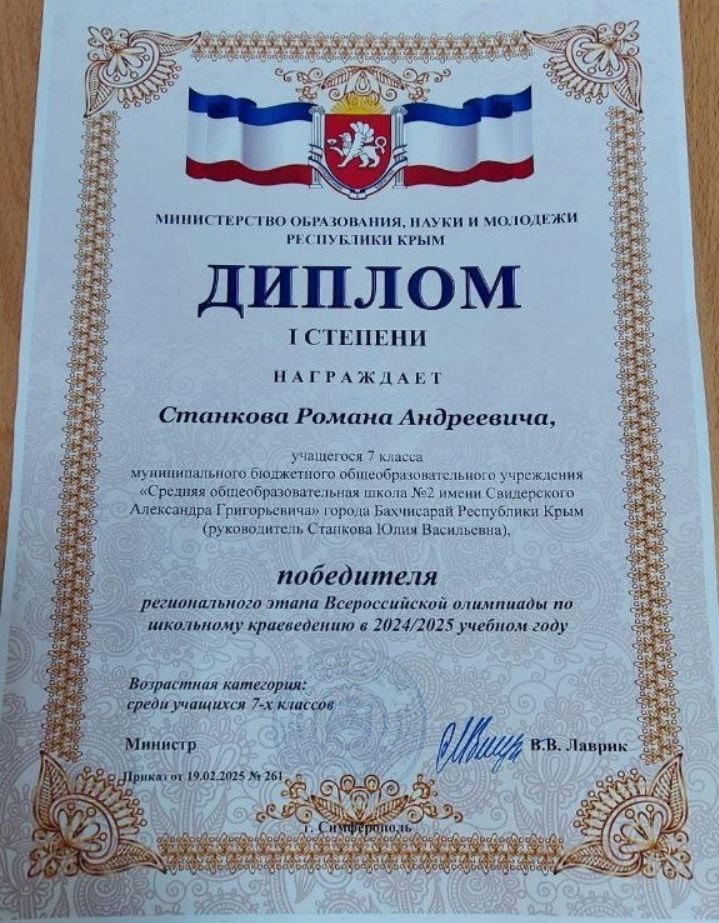 МИНИСТЕРСТВО ОБРАЗОВАНИЯ, НАУКИ И МОЛОДЕЖИ
РЕСПУБЛИКИ КРЫМ
ДИПЛОМ
I СТЕПЕНИ
НАГРАЖДАЕТ
Станкова Романа Андреевича,
учащегося 7 класса
муниципального бюджетного общеобразовательного учреждения
«Средняя общеобразовательная школа №2 имени Свидерского
Александра Григорьевича» города Бахчисарай Республики Крым
(руководитель Станкова Юлия Васильевна),
победителя
регионального этапа Всероссийской олимпиады по
школьному краеведению в 2024/2025 учебном году
Возрастная категория:
среди учащихся 7-х классов
Министр В.В. Лаврик
Приказ от 19.02.2025 № 261
г. Симферополь